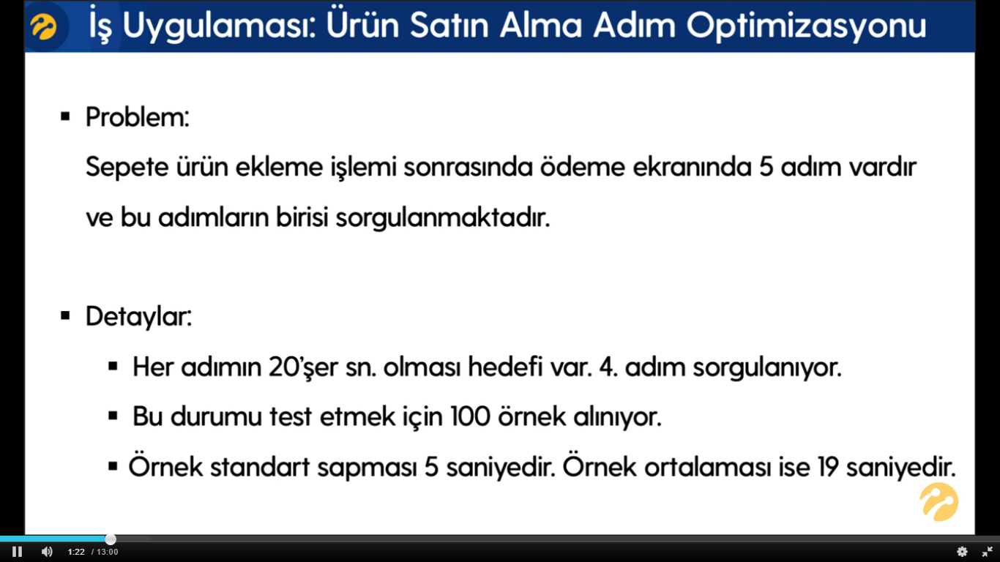 İş Uygulaması: Ürün Satın Alma Adım Optimizasyonu
▪ Problem:
Sepete ürün ekleme işlemi sonrasında ödeme ekranında 5 adım vardır
ve bu adımların birisi sorgulanmaktadır.
▪ Detaylar:
▪ Her adımın 20’şer sn. olması hedefi var. 4. adım sorgulanıyor.
▪ Bu durumu test etmek için 100 örnek alınıyor.
▪ Örnek standart sapması 5 saniyedir. Örnek ortalaması ise 19 saniyedir.
1:22 / 13:00